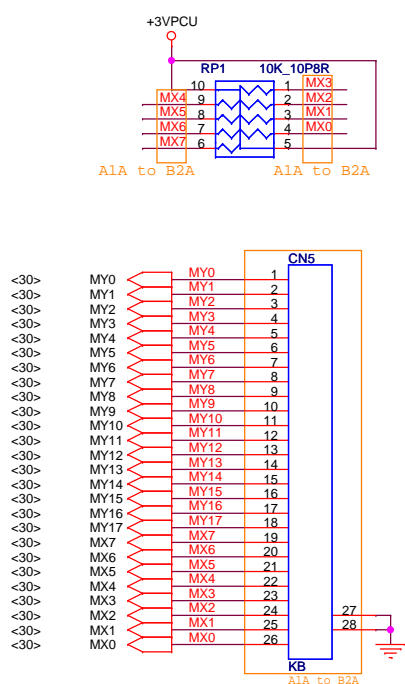 +3VPCU
RP1 10K_10P8R
10 1 MX3
MX4 9 2 MX2
MX5 8 3 MX1
MX6 7 4 MX0
MX7 6 5
A1A to B2A A1A to B2A
CN5
<30> MY0 MY0 1
<30> MY1 MY1 2
<30> MY2 MY2 3
<30> MY3 MY3 4
<30> MY4 MY4 5
<30> MY5 MY5 6
<30> MY6 MY6 7
<30> MY7 MY7 8
<30> MY8 MY8 9
<30> MY9 MY9 10
<30> MY10 MY10 11
<30> MY11 MY11 12
<30> MY12 MY12 13
<30> MY13 MY13 14
<30> MY14 MY14 15
<30> MY15 MY15 16
<30> MY16 MY16 17
<30> MY17 MY17 18
<30> MX7 MX7 19
<30> MX6 MX6 20
<30> MX5 MX5 21
<30> MX4 MX4 22
<30> MX3 MX3 23
<30> MX2 MX2 24 27
<30> MX1 MX1 25 28
<30> MX0 MX0 26
KB
A1A to B2A